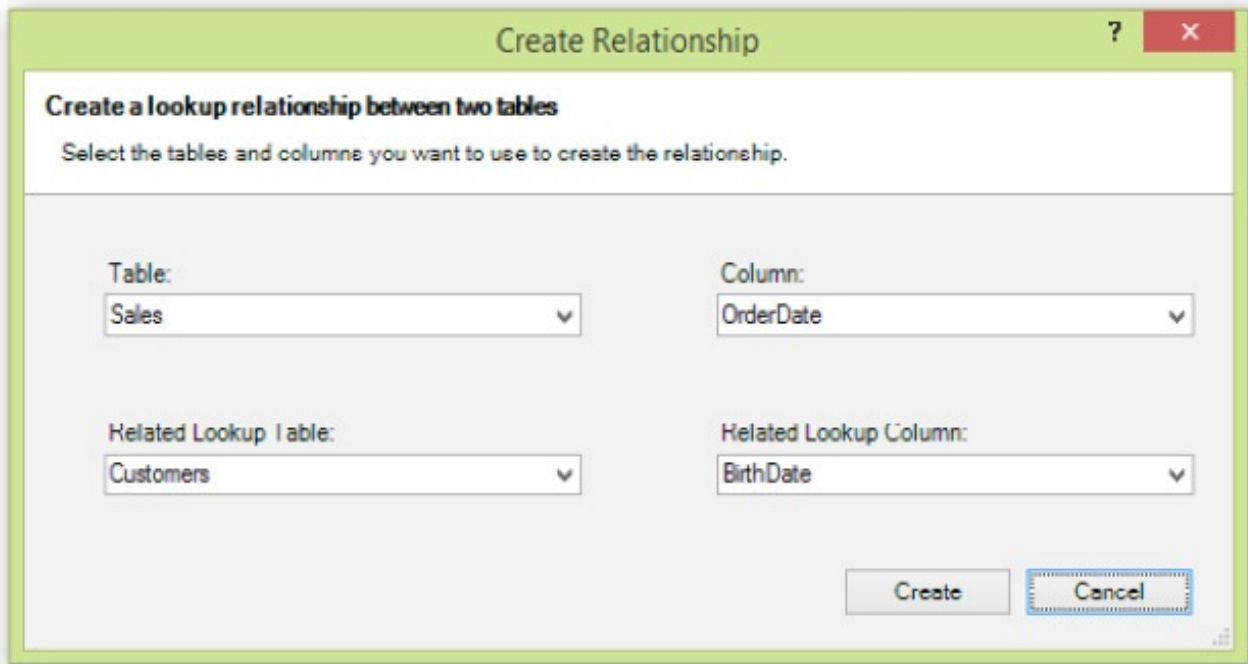 Create Relationship
?
Create a lookup relationship between two tables
Select the tables and columns you want to use to create the relationship.
Table:
Column:
Sales
OrderDate
Related Lookup Table:
Related Lookup Column:
Customers
BirthDate
Create
Cancel